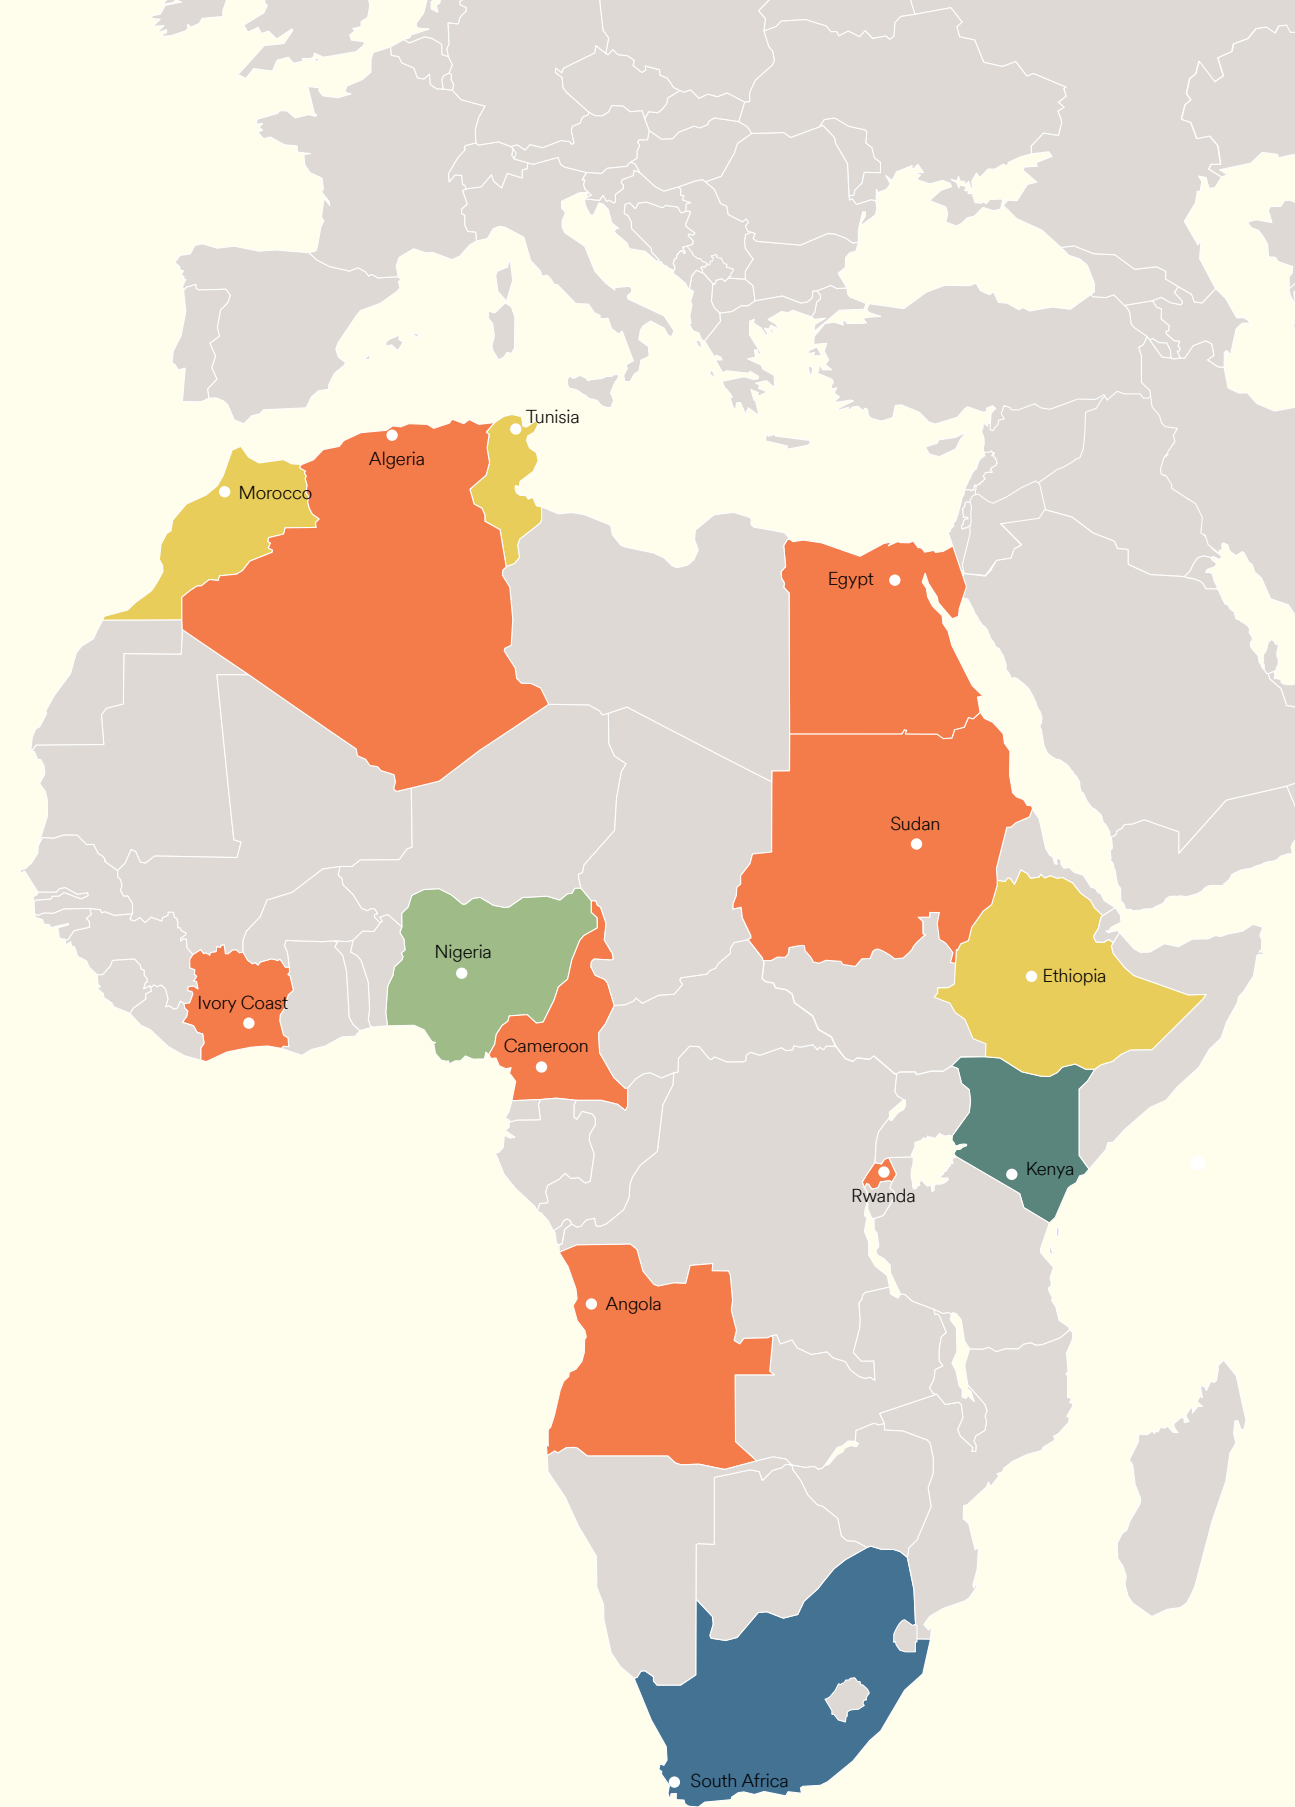 Tunisia
Algeria
Morocco
Egypt
Sudan
Nigeria
Ethiopia
Ivory Coast
Cameroon
Kenya
Rwanda
Angola
South Africa